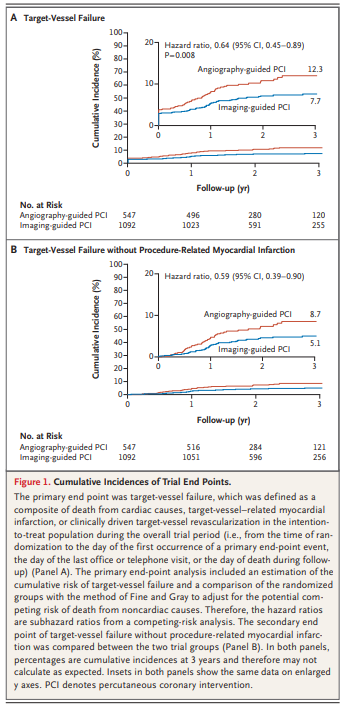 A Target-Vessel Failure
100
90
80
70
60
50
40
30
20
10
0
Cumulative Incidence (%)
20
10
0
Hazard ratio, 0.64 (95% CI, 0.45–0.89)
P=0.008
Angiography-guided PCI 12.3
Imaging-guided PCI 7.7
0 1 2 3
0 1 2 3
Follow-up (yr)
No. at Risk
Angiography-guided PCI 547 496 280 120
Imaging-guided PCI 1092 1023 591 255
B Target-Vessel Failure without Procedure-Related Myocardial Infarction
100
90
80
70
60
50
40
30
20
10
0
Cumulative Incidence (%)
20
10
0
Hazard ratio, 0.59 (95% CI, 0.39–0.90)
Angiography-guided PCI 8.7
Imaging-guided PCI 5.1
0 1 2 3
0 1 2 3
Follow-up (yr)
No. at Risk
Angiography-guided PCI 547 516 284 121
Imaging-guided PCI 1092 1051 596 256
Figure 1. Cumulative Incidences of Trial End Points.
The primary end point was target-vessel failure, which was defined as a
composite of death from cardiac causes, target-vessel–related myocardial
infarction, or clinically driven target-vessel revascularization in the intention-
to-treat population during the overall trial period (i.e., from the time of ran-
domization to the day of the first occurrence of a primary end-point event,
the day of the last office or telephone visit, or the day of death during follow-
up) (Panel A). The primary end-point analysis included an estimation of the
cumulative risk of target-vessel failure and a comparison of the randomized
groups with the method of Fine and Gray to adjust for the potential com-
peting risk of death from noncardiac causes. Therefore, the hazard ratios
are subhazard ratios from a competing-risk analysis. The secondary end
point of target-vessel failure without procedure-related myocardial infarc-
tion was compared between the two trial groups (Panel B). In both panels,
percentages are cumulative incidences at 3 years and therefore may not
calculate as expected. Insets in both panels show the same data on enlarged
y axes. PCI denotes percutaneous coronary intervention.